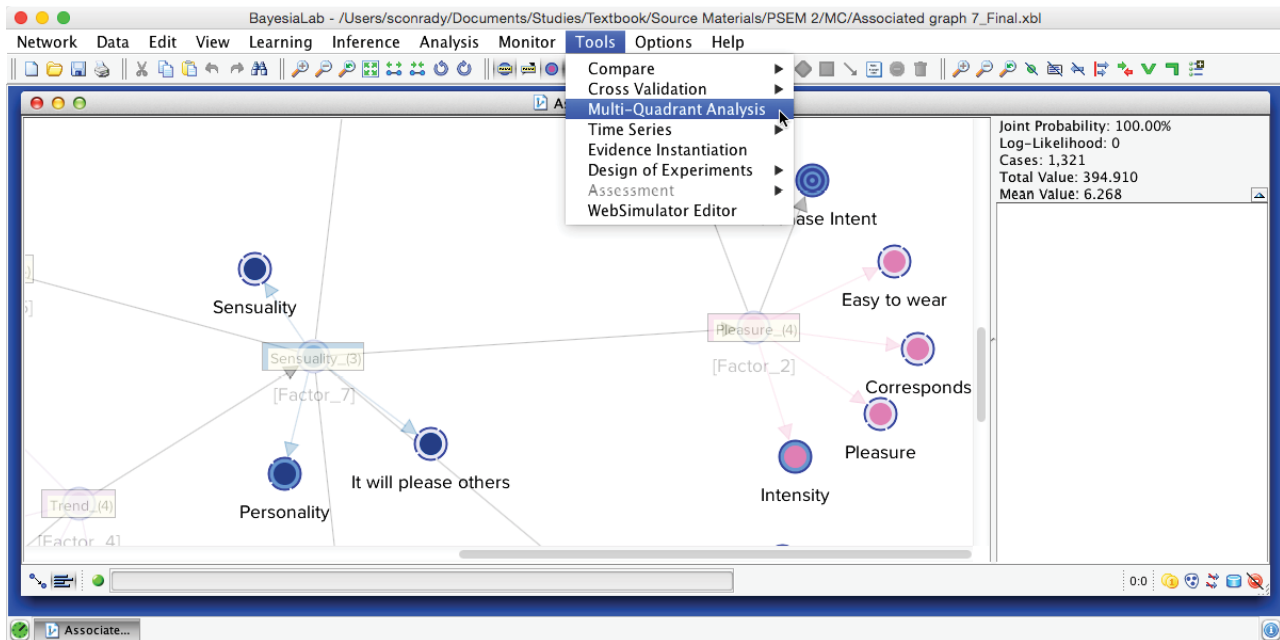 BayesiaLab - /Users/sconrady/Documents/Studies/Textbook/Source Materials/PSEM 2/MC/Associated graph 7_Final.xbl
Network Data Edit View Learning Inference Analysis Monitor Tools Options Help
Compare
Cross Validation
Multi-Quadrant Analysis
Time Series
Evidence Instantiation
Design of Experiments
Assessment
WebSimulator Editor
Joint Probability: 100.00%
Log-Likelihood: 0
Cases: 1,321
Total Value: 394.910
Mean Value: 6.268
Intent
Sensuality
Easy to wear
Pleasure_(4)
[Factor_2]
Sensuality_(3)
[Factor_7]
Corresponds
Pleasure
It will please others
Intensity
Personality
Trend_(4)
[Factor_4]
0:0
Associate...